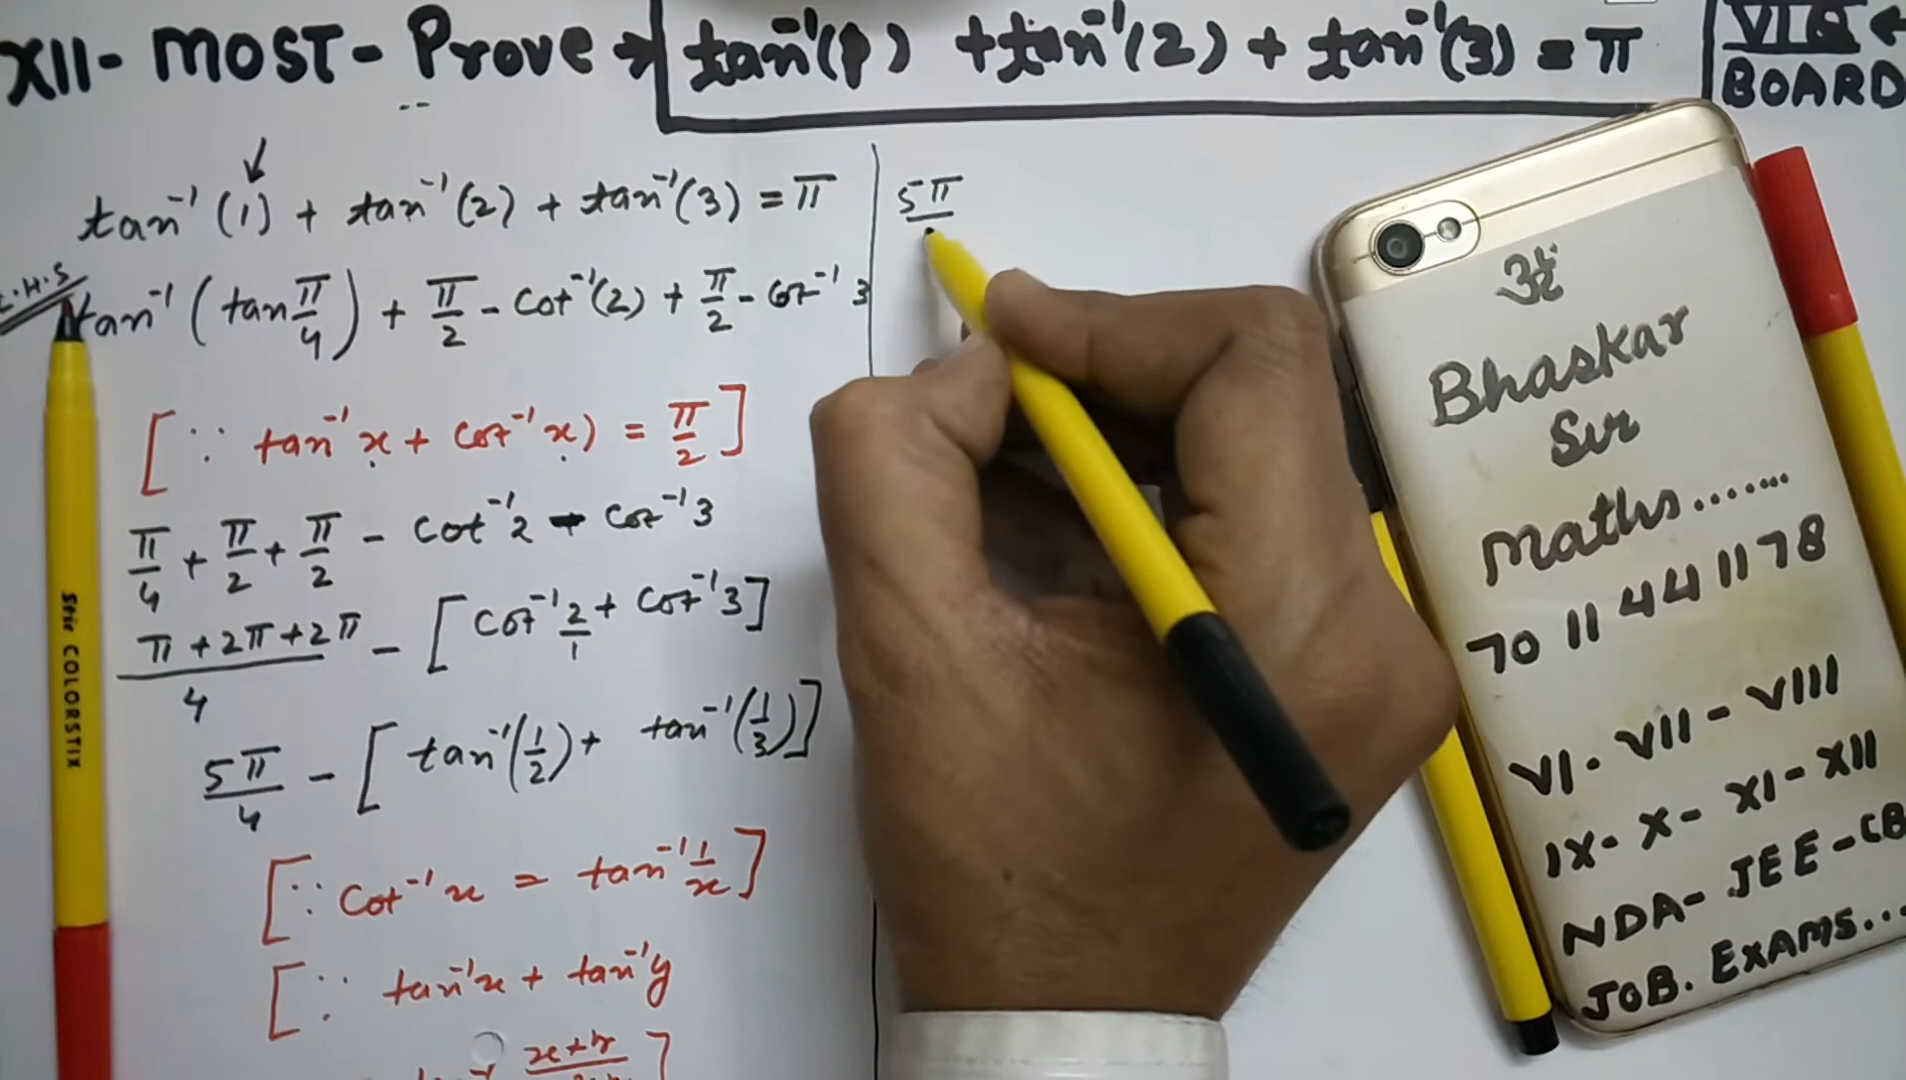 XII- MOST- Prove → tan⁻¹(1) + tan⁻¹(2) + tan⁻¹(3) = π
BOARD
tan⁻¹(1) + tan⁻¹(2) + tan⁻¹(3) = π
L.H.S tan⁻¹(tan π/4) + π/2 - cot⁻¹(2) + π/2 - cot⁻¹ 3
[∵ tan⁻¹x + cot⁻¹x) = π/2]
π/4 + π/2 + π/2 - cot⁻¹2 - cot⁻¹3
(π + 2π + 2π)/4 - [cot⁻¹ 2/1 + cot⁻¹3]
5π/4 - [tan⁻¹(1/2) + tan⁻¹(1/3)]
[∵ cot⁻¹x = tan⁻¹ 1/x]
[∵ tan⁻¹x + tan⁻¹y
5π
Stic COLORSTIX
ॐ
Bhaskar
Sir
Maths.......
70 11 44 11 78
VI - VII - VIII
IX - X - XI - XII
NDA - JEE - CB
JOB. EXAMS...